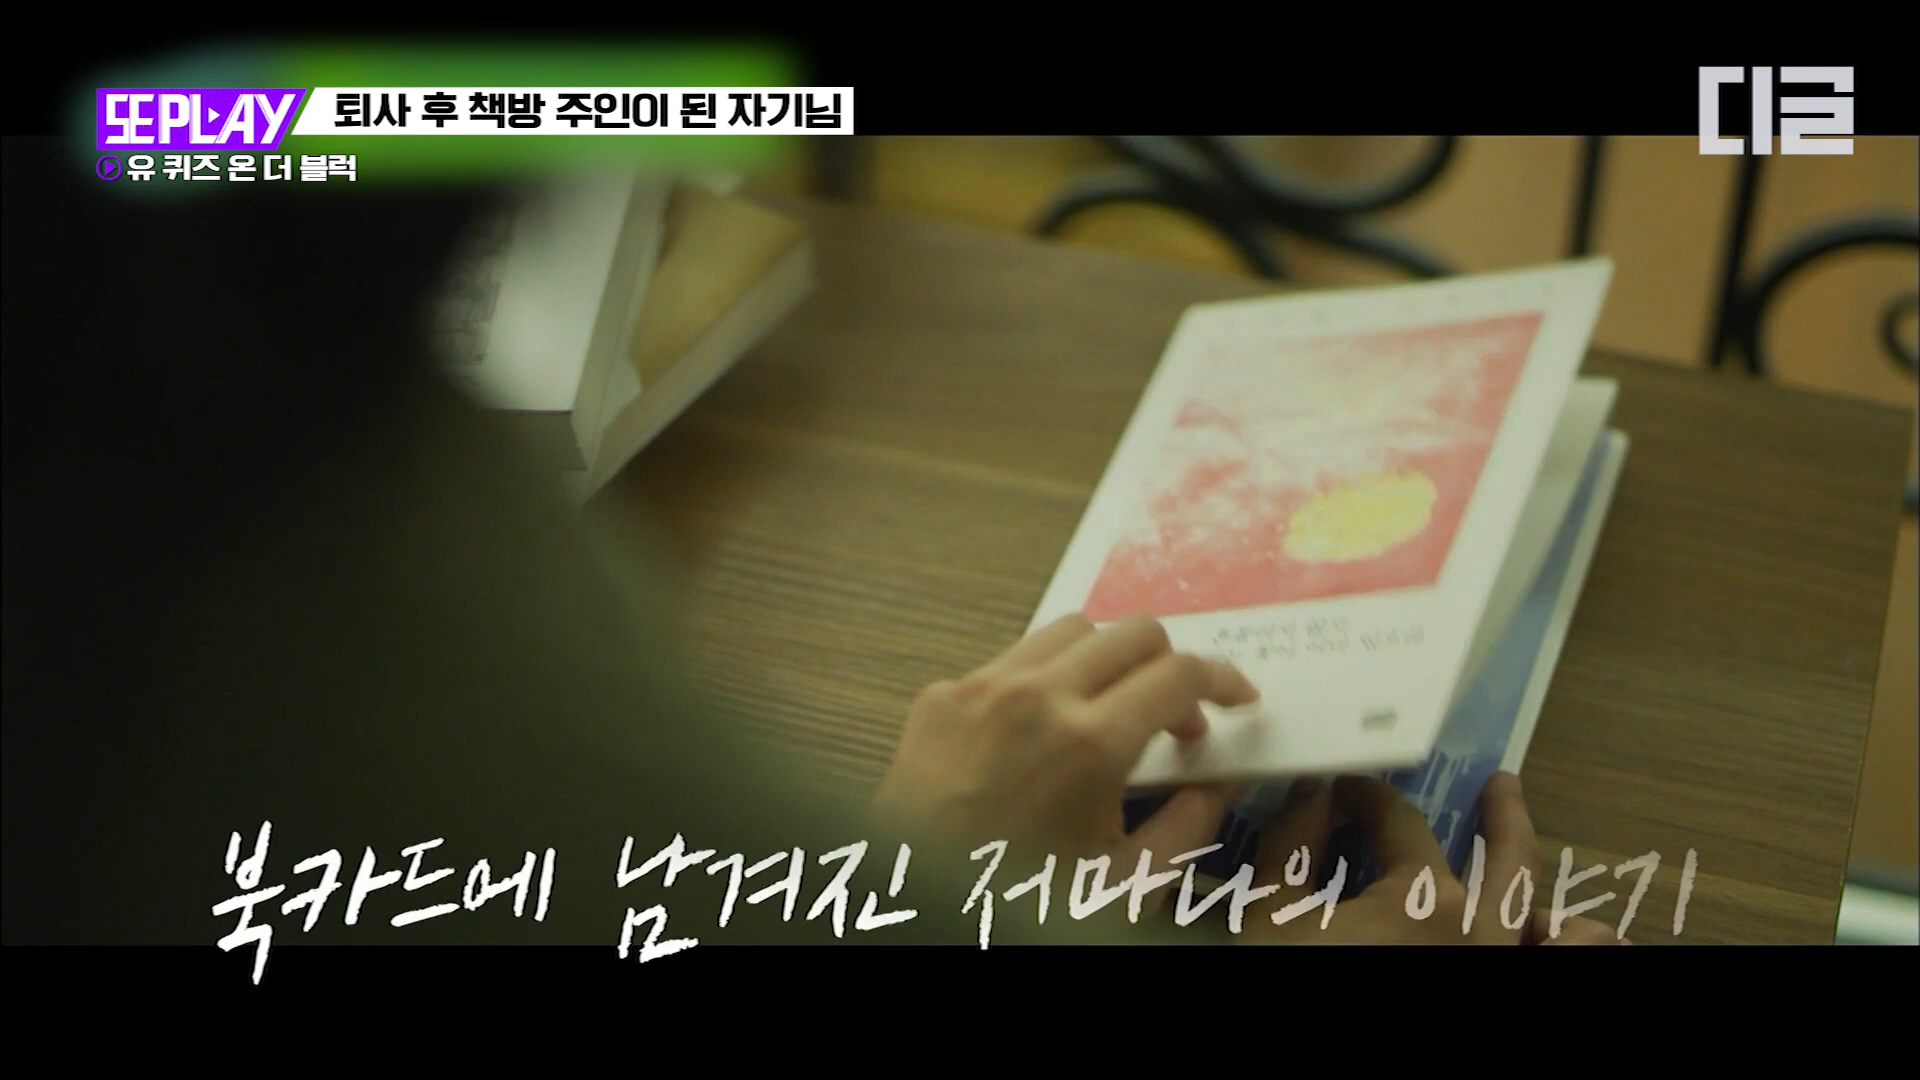 또PLAY 퇴사 후 책방 주인이 된 자기님
디글
유 퀴즈 온 더 블럭
북카드에 남겨진 저마다의 이야기